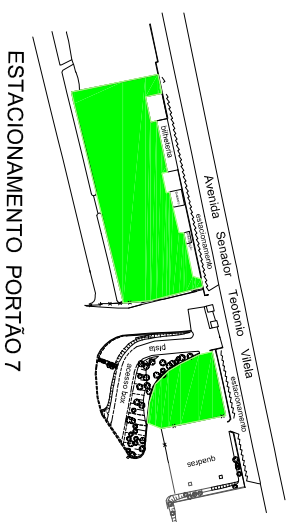 ESTACIONAMENTO PORTÃO 7
Avenida Senador Teotonio Vilela
estacionamento
bilheteria
estacionamento
pista
acesso box
quadras